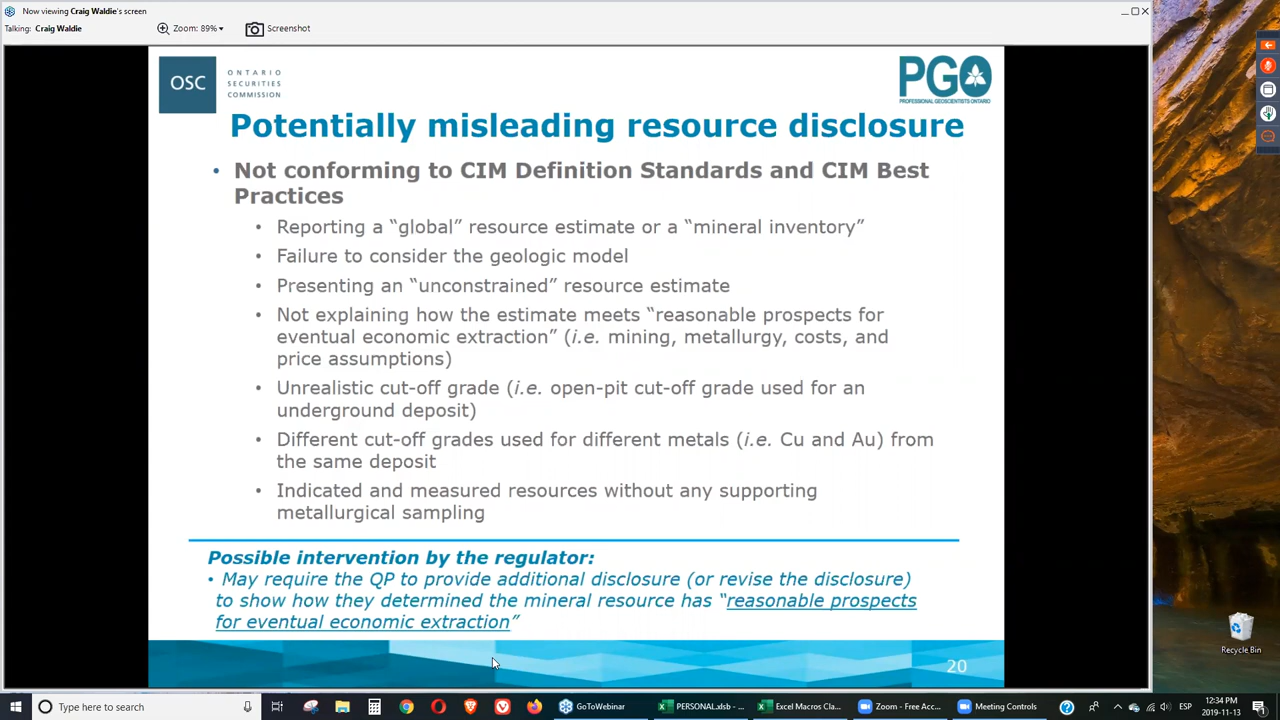 Now viewing Craig Waldie's screen
Talking: Craig Waldie
Zoom: 89%
Screenshot
OSC
ONTARIO
SECURITIES
COMMISSION
PGO
PROFESSIONAL GEOSCIENTISTS ONTARIO
Potentially misleading resource disclosure
• Not conforming to CIM Definition Standards and CIM Best
Practices
• Reporting a “global” resource estimate or a “mineral inventory”
• Failure to consider the geologic model
• Presenting an “unconstrained” resource estimate
• Not explaining how the estimate meets “reasonable prospects for
eventual economic extraction” (i.e. mining, metallurgy, costs, and
price assumptions)
• Unrealistic cut-off grade (i.e. open-pit cut-off grade used for an
underground deposit)
• Different cut-off grades used for different metals (i.e. Cu and Au) from
the same deposit
• Indicated and measured resources without any supporting
metallurgical sampling
Possible intervention by the regulator:
• May require the QP to provide additional disclosure (or revise the disclosure)
to show how they determined the mineral resource has “reasonable prospects
for eventual economic extraction”
20
Recycle Bin
Type here to search
GoToWebinar
PERSONAL.xlsb - ...
Excel Macros Cla...
Zoom - Free Acc...
Meeting Controls
ESP
12:34 PM
2019-11-13